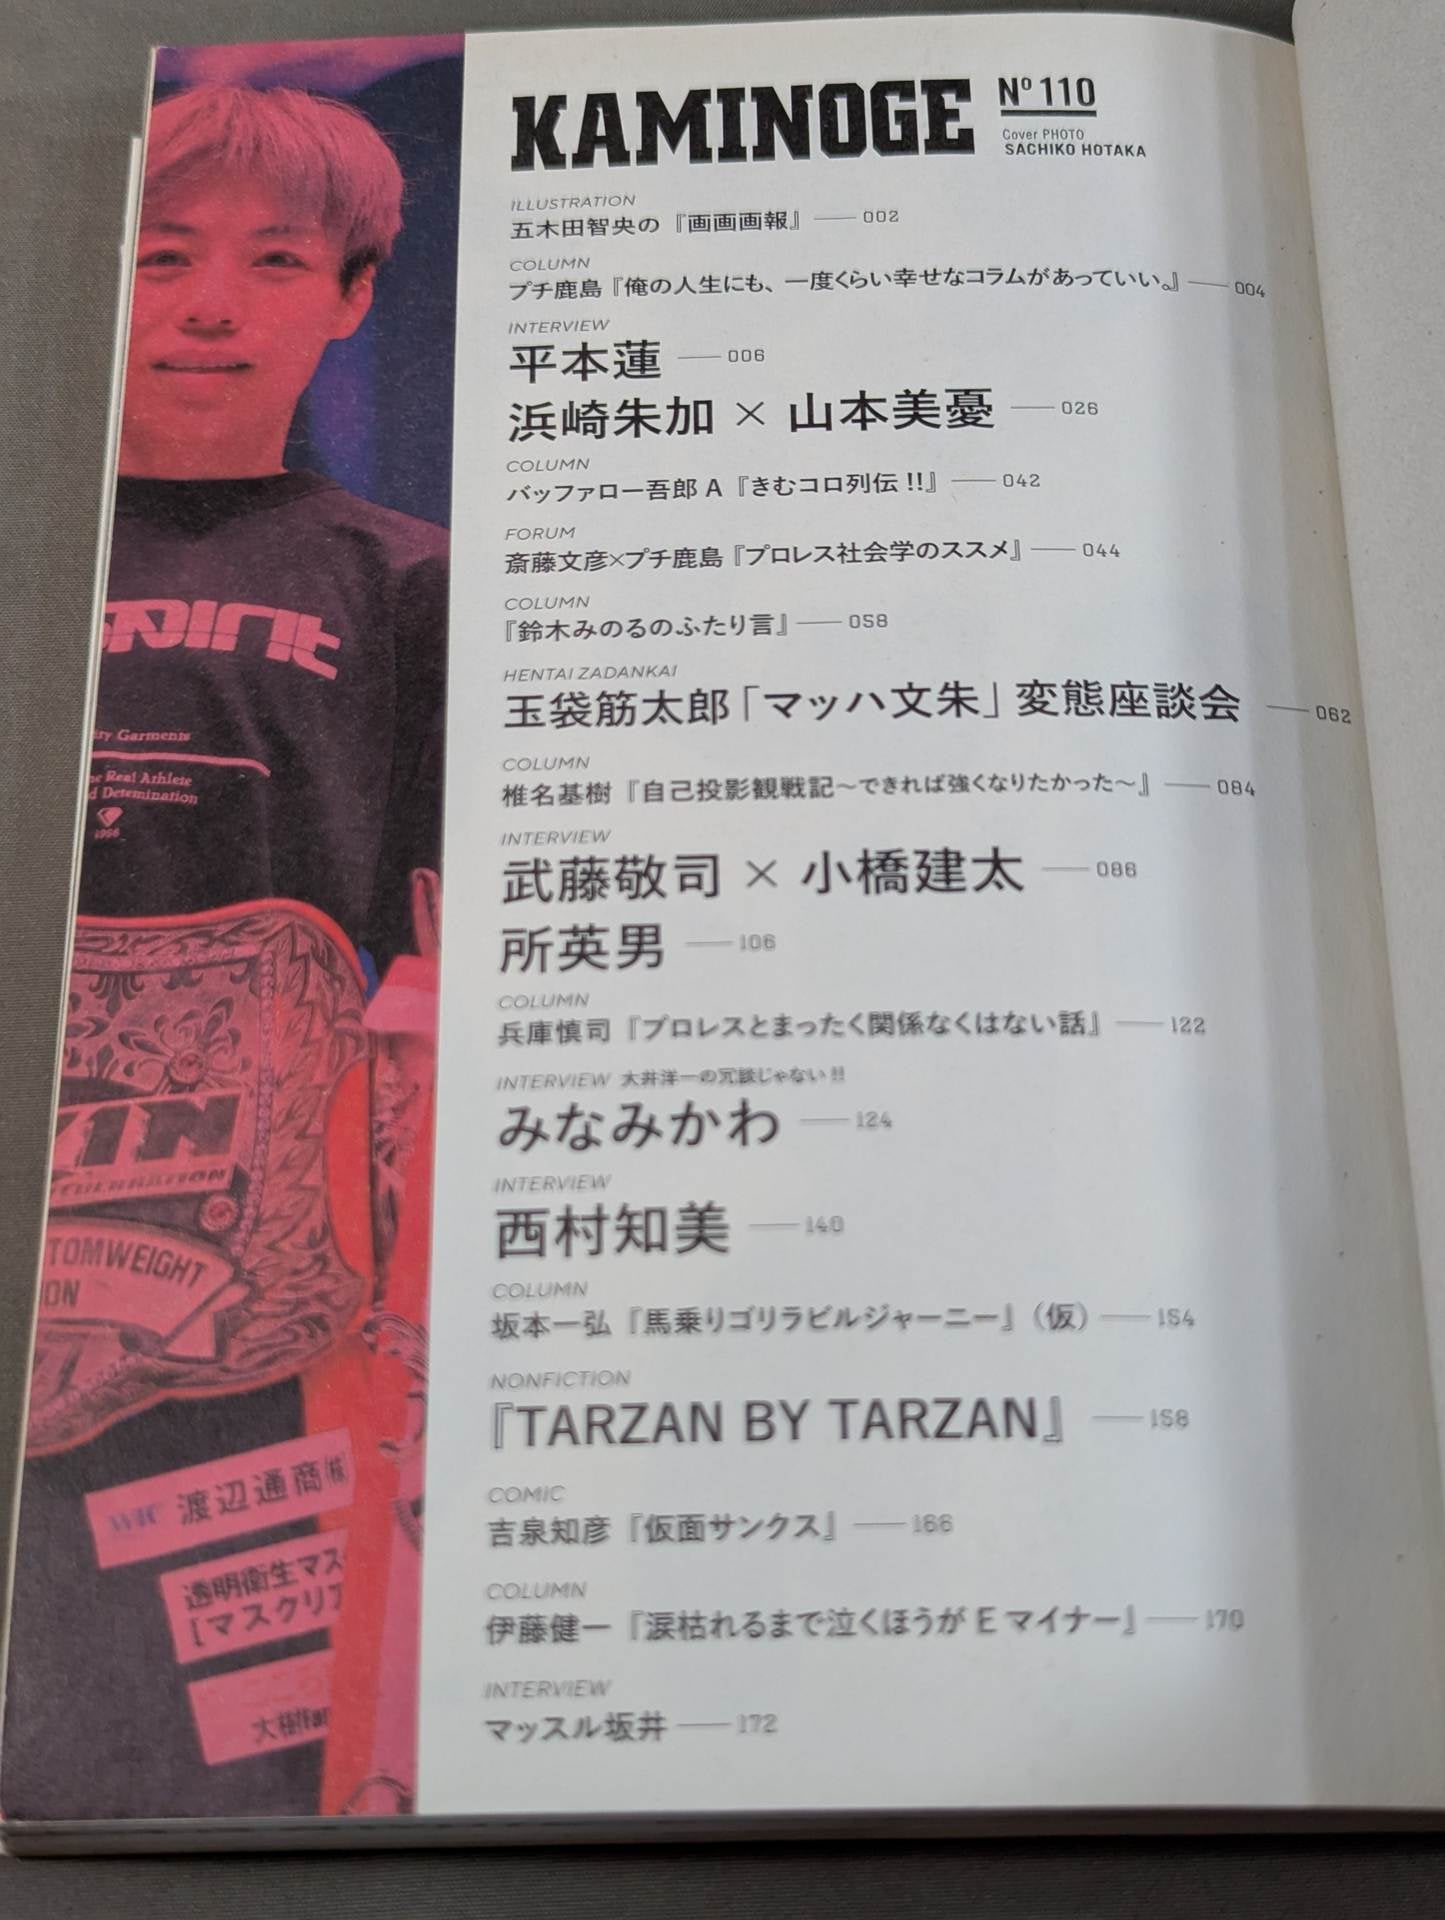 KAMINOGE
Nº 110
Cover PHOTO
SACHIKO HOTAKA
ILLUSTRATION
五木田智央の『画画画報』 002
COLUMN
プチ鹿島『俺の人生にも、一度くらい幸せなコラムがあっていい。』 004
INTERVIEW
平本蓮 006
浜崎朱加 × 山本美憂 026
COLUMN
バッファロー吾郎 A『きむコロ列伝!!』 042
FORUM
斎藤文彦×プチ鹿島『プロレス社会学のススメ』 044
COLUMN
『鈴木みのるのふたり言』 058
HENTAI ZADANKAI
玉袋筋太郎「マッハ文朱」変態座談会 062
COLUMN
椎名基樹『自己投影観戦記〜できれば強くなりたかった〜』 084
INTERVIEW
武藤敬司 × 小橋建太 086
所英男 106
COLUMN
兵庫慎司『プロレスとまったく関係なくはない話』 122
INTERVIEW 大井洋一の冗談じゃない!!
みなみかわ 124
INTERVIEW
西村知美 140
COLUMN
坂本一弘『馬乗りゴリラビルジャーニー』（仮） 154
NONFICTION
『TARZAN BY TARZAN』 158
COMIC
吉泉知彦『仮面サンクス』 166
COLUMN
伊藤健一『涙枯れるまで泣くほうがEマイナー』 170
INTERVIEW
マッスル坂井 172
Garments
Real Athlete
Detemination
1986
TOMWEIGHT
ON
渡辺通商㈱
透明衛生マス
[マスクリア
大樹